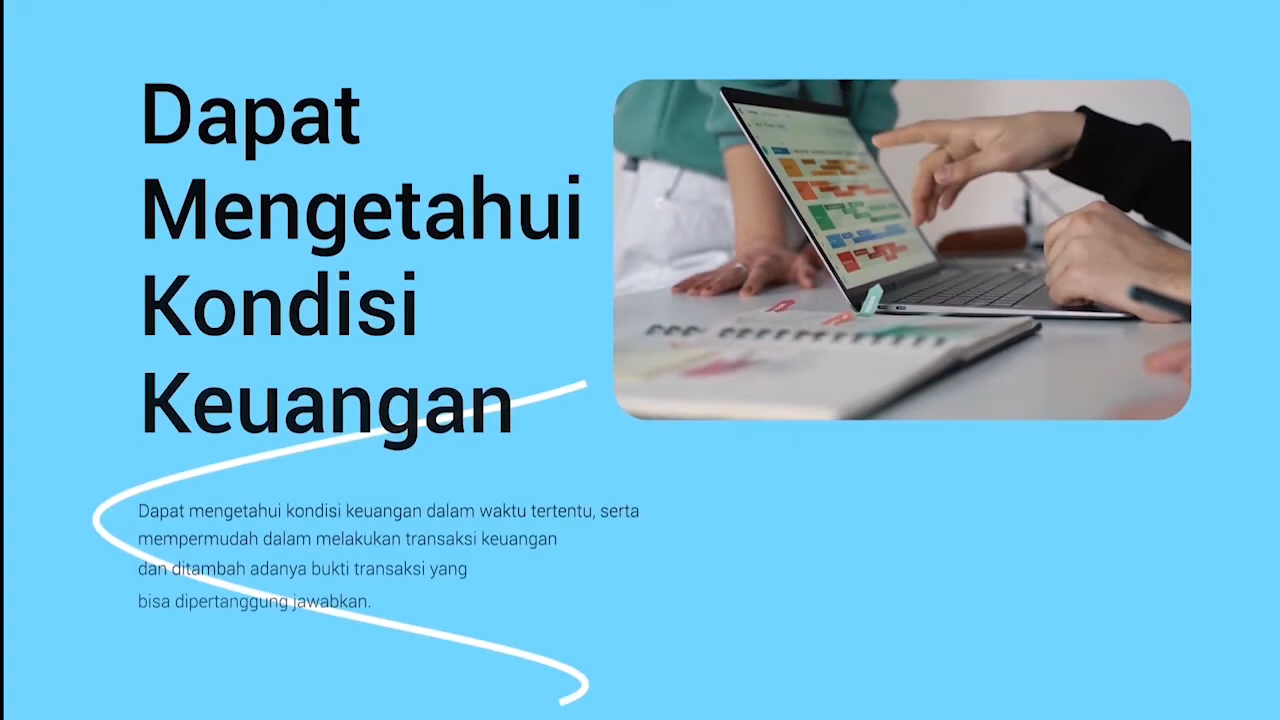 Dapat
Mengetahui
Kondisi
Keuangan
Dapat mengetahui kondisi keuangan dalam waktu tertentu, serta
mempermudah dalam melakukan transaksi keuangan
dan ditambah adanya bukti transaksi yang
bisa dipertanggung jawabkan.